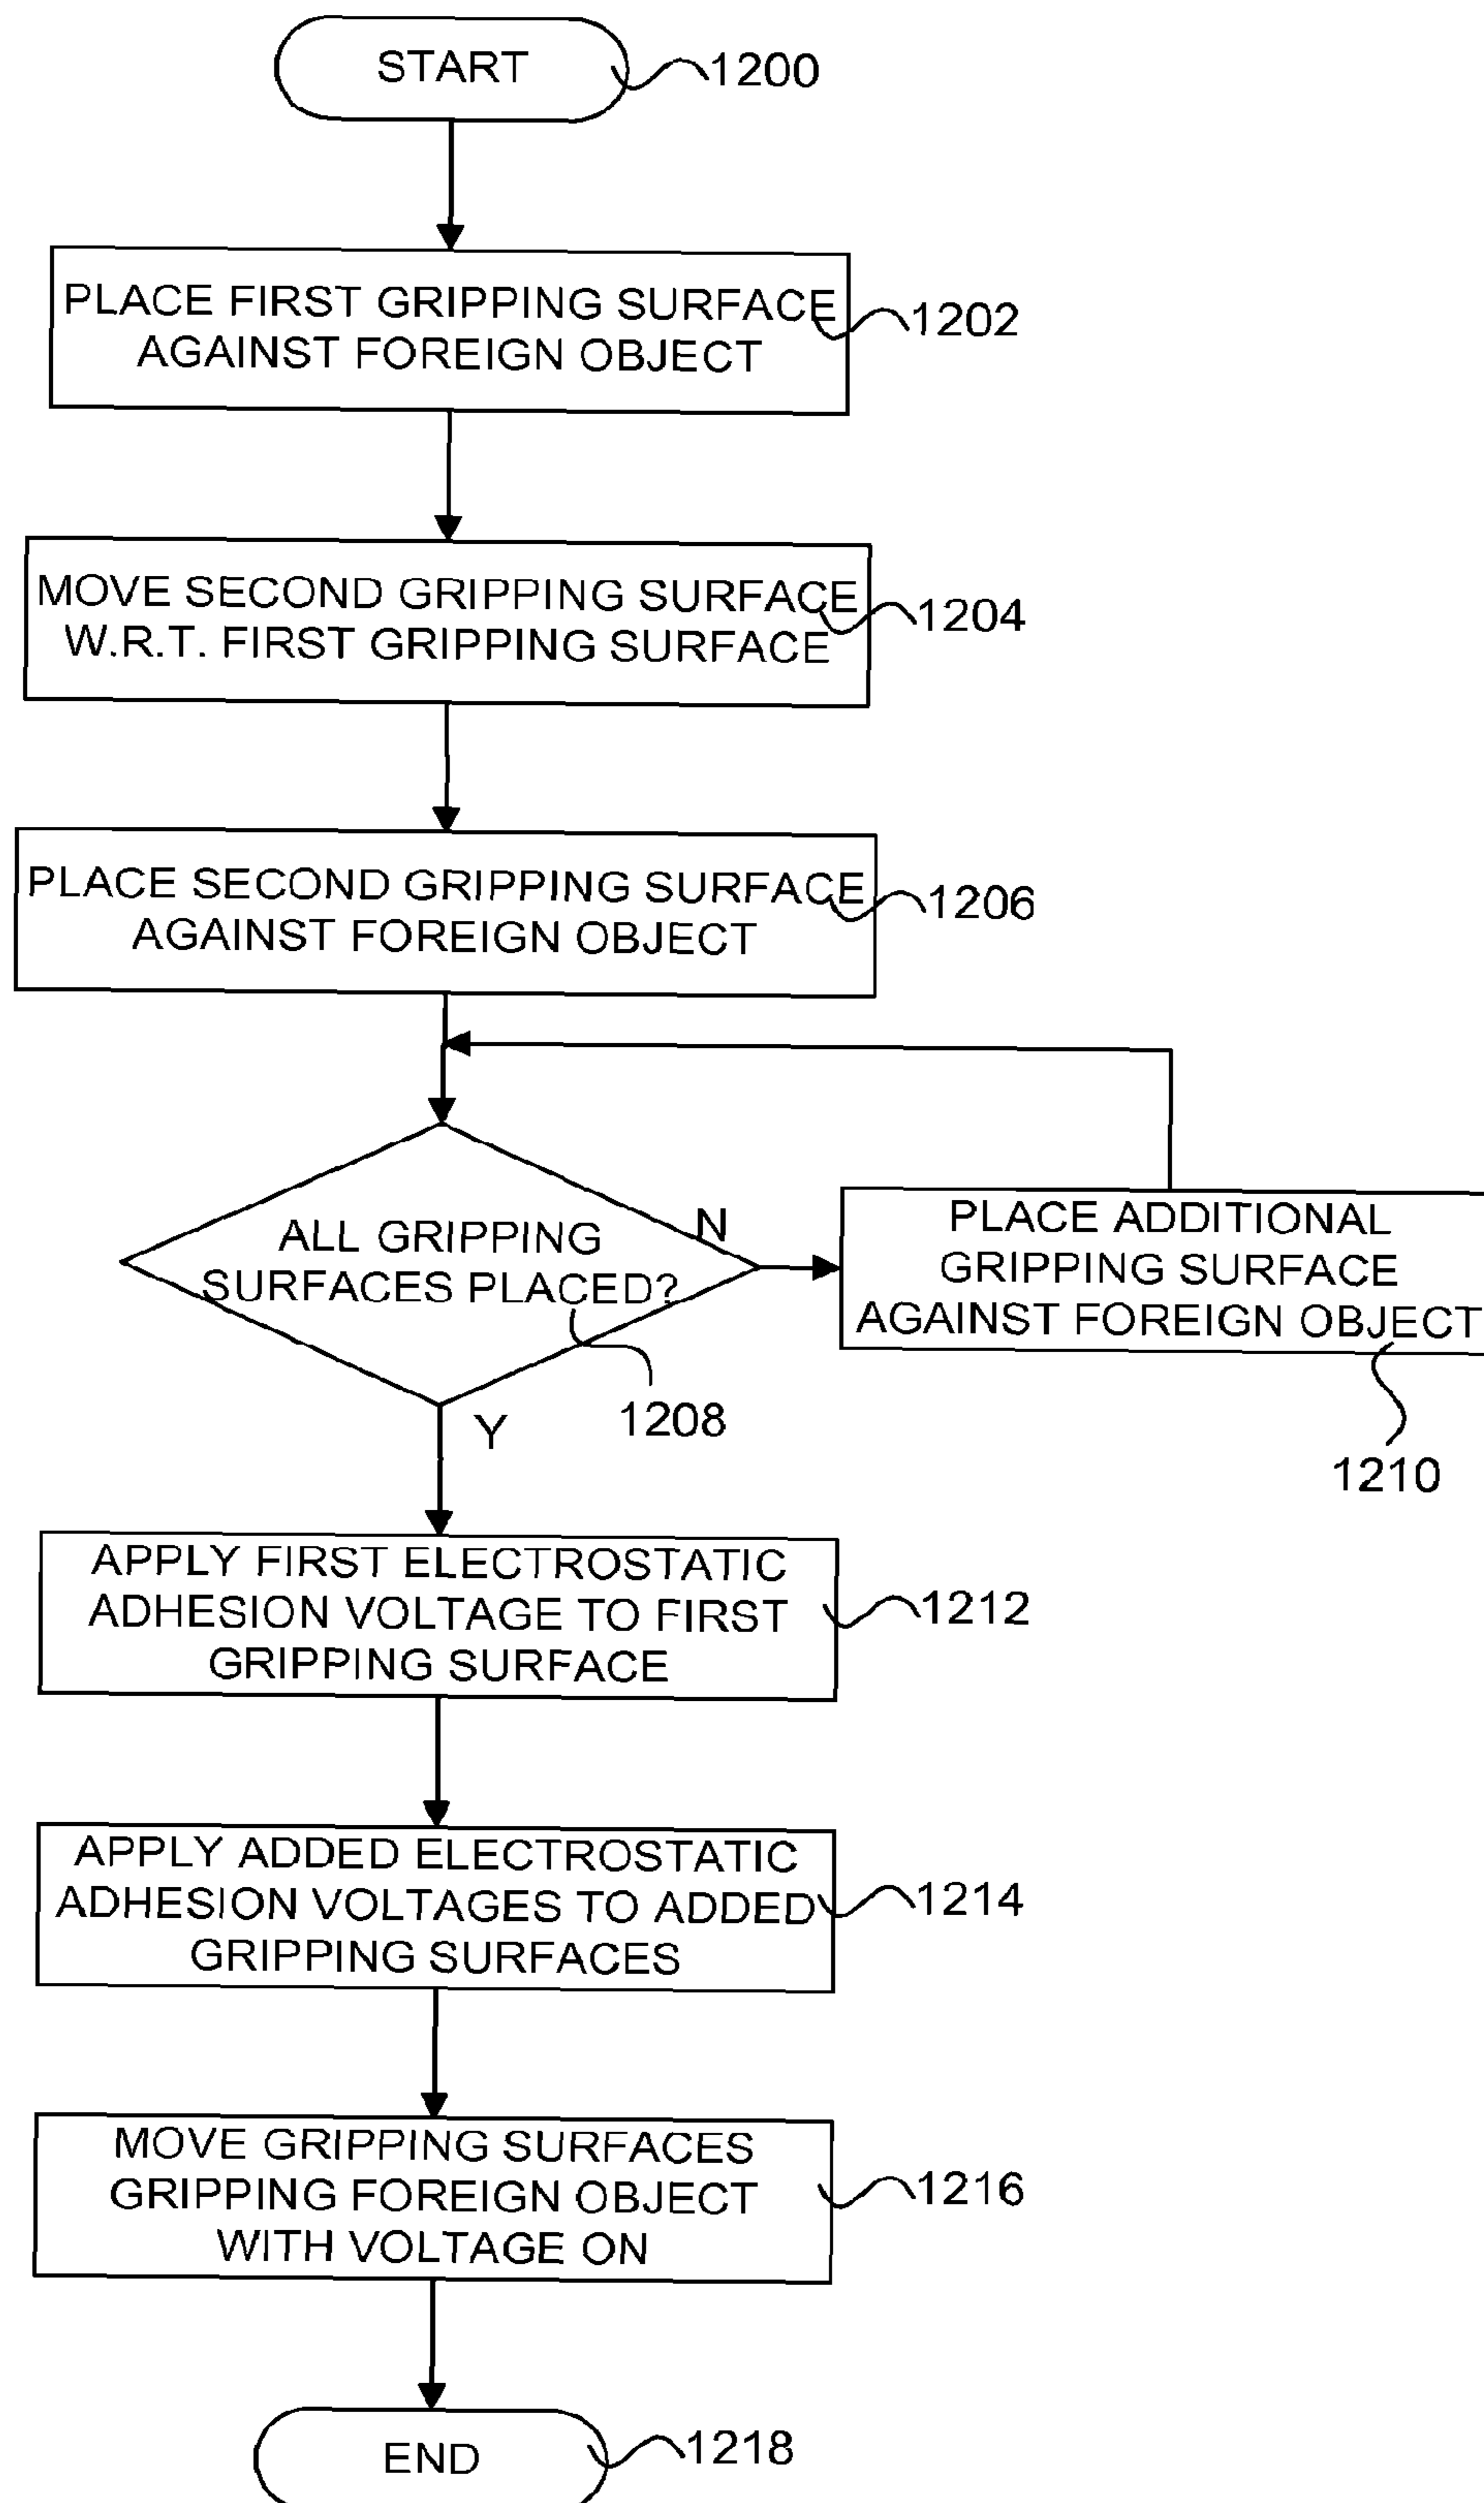 START
1200
PLACE FIRST GRIPPING SURFACE
AGAINST FOREIGN OBJECT
1202
MOVE SECOND GRIPPING SURFACE
W.R.T. FIRST GRIPPING SURFACE
1204
PLACE SECOND GRIPPING SURFACE
AGAINST FOREIGN OBJECT
1206
ALL GRIPPING
SURFACES PLACED?
1208
N
PLACE ADDITIONAL
GRIPPING SURFACE
AGAINST FOREIGN OBJECT
1210
Y
APPLY FIRST ELECTROSTATIC
ADHESION VOLTAGE TO FIRST
GRIPPING SURFACE
1212
APPLY ADDED ELECTROSTATIC
ADHESION VOLTAGES TO ADDED
GRIPPING SURFACES
1214
MOVE GRIPPING SURFACES
GRIPPING FOREIGN OBJECT
WITH VOLTAGE ON
1216
END
1218